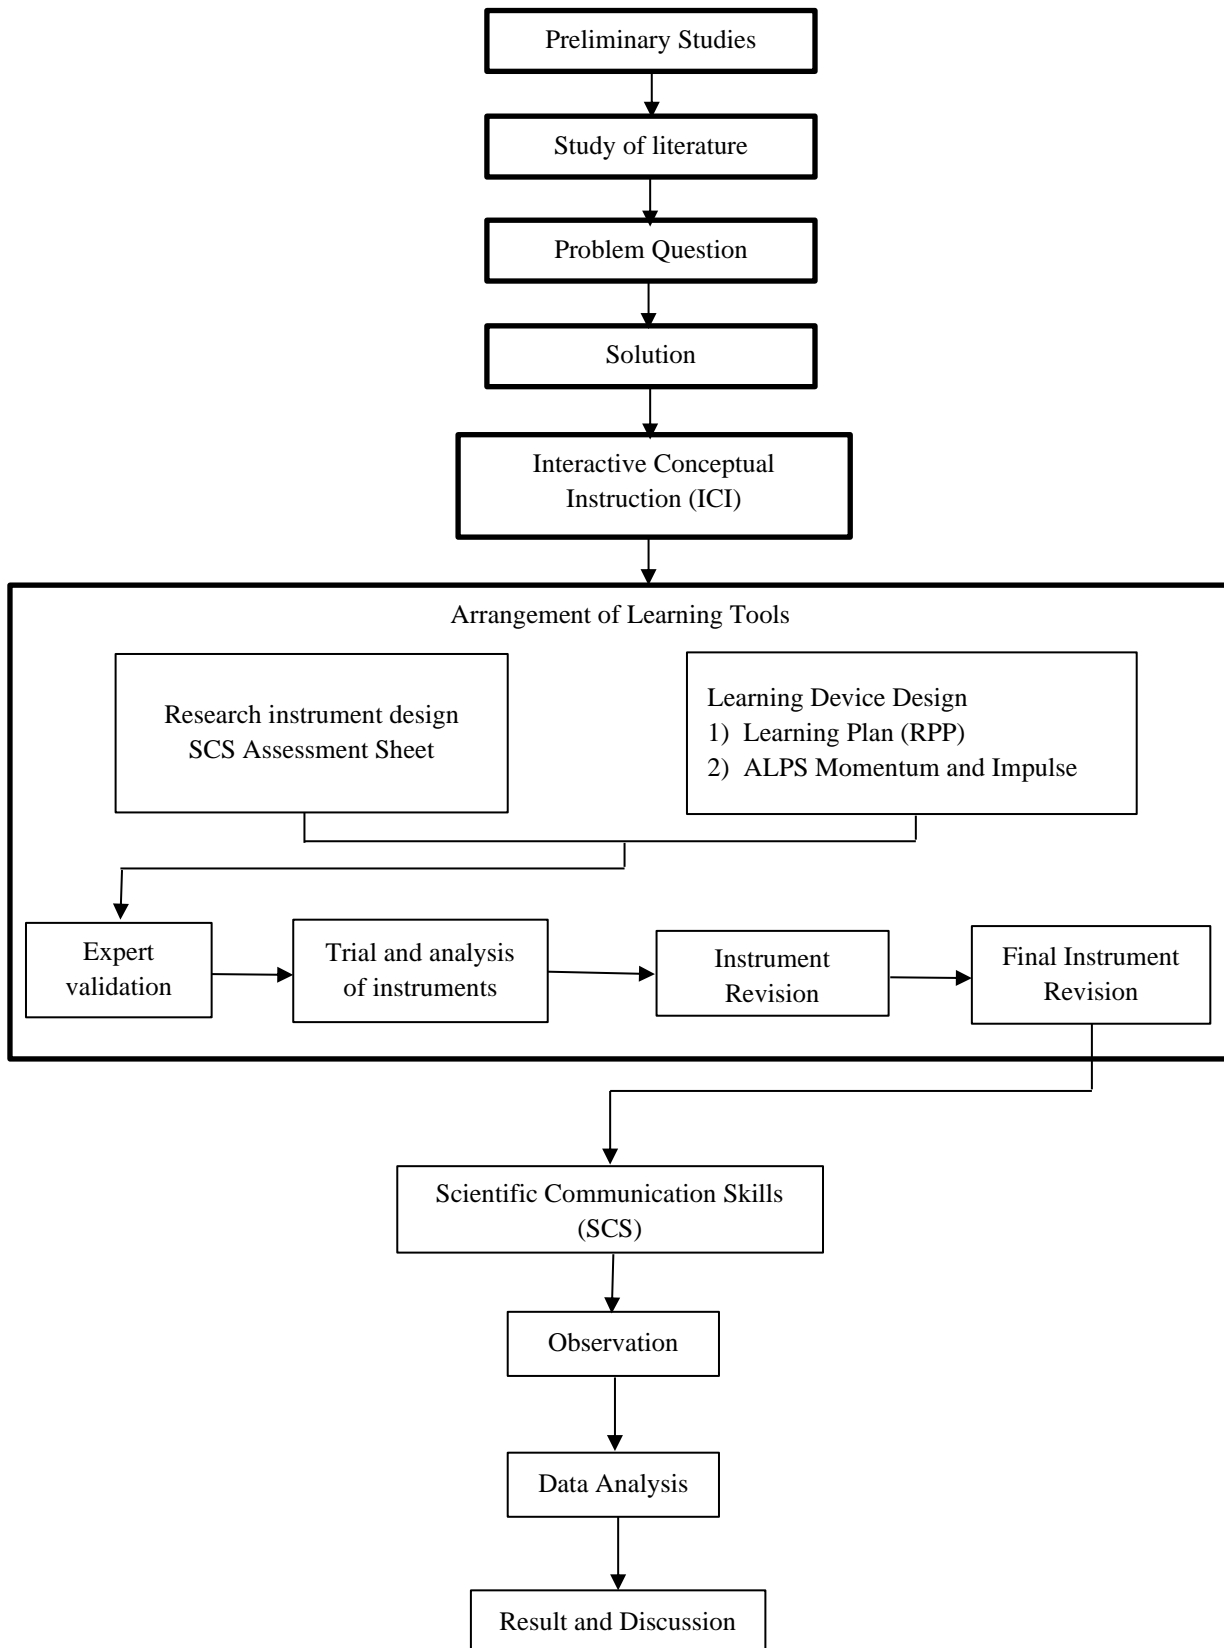 Preliminary Studies
Study of literature
Problem Question
Solution
Interactive Conceptual
Instruction (ICI)
Arrangement of Learning Tools
Research instrument design
SCS Assessment Sheet
Learning Device Design
1) Learning Plan (RPP)
2) ALPS Momentum and Impulse
Expert
validation
Trial and analysis
of instruments
Instrument
Revision
Final Instrument
Revision
Scientific Communication Skills
(SCS)
Observation
Data Analysis
Result and Discussion